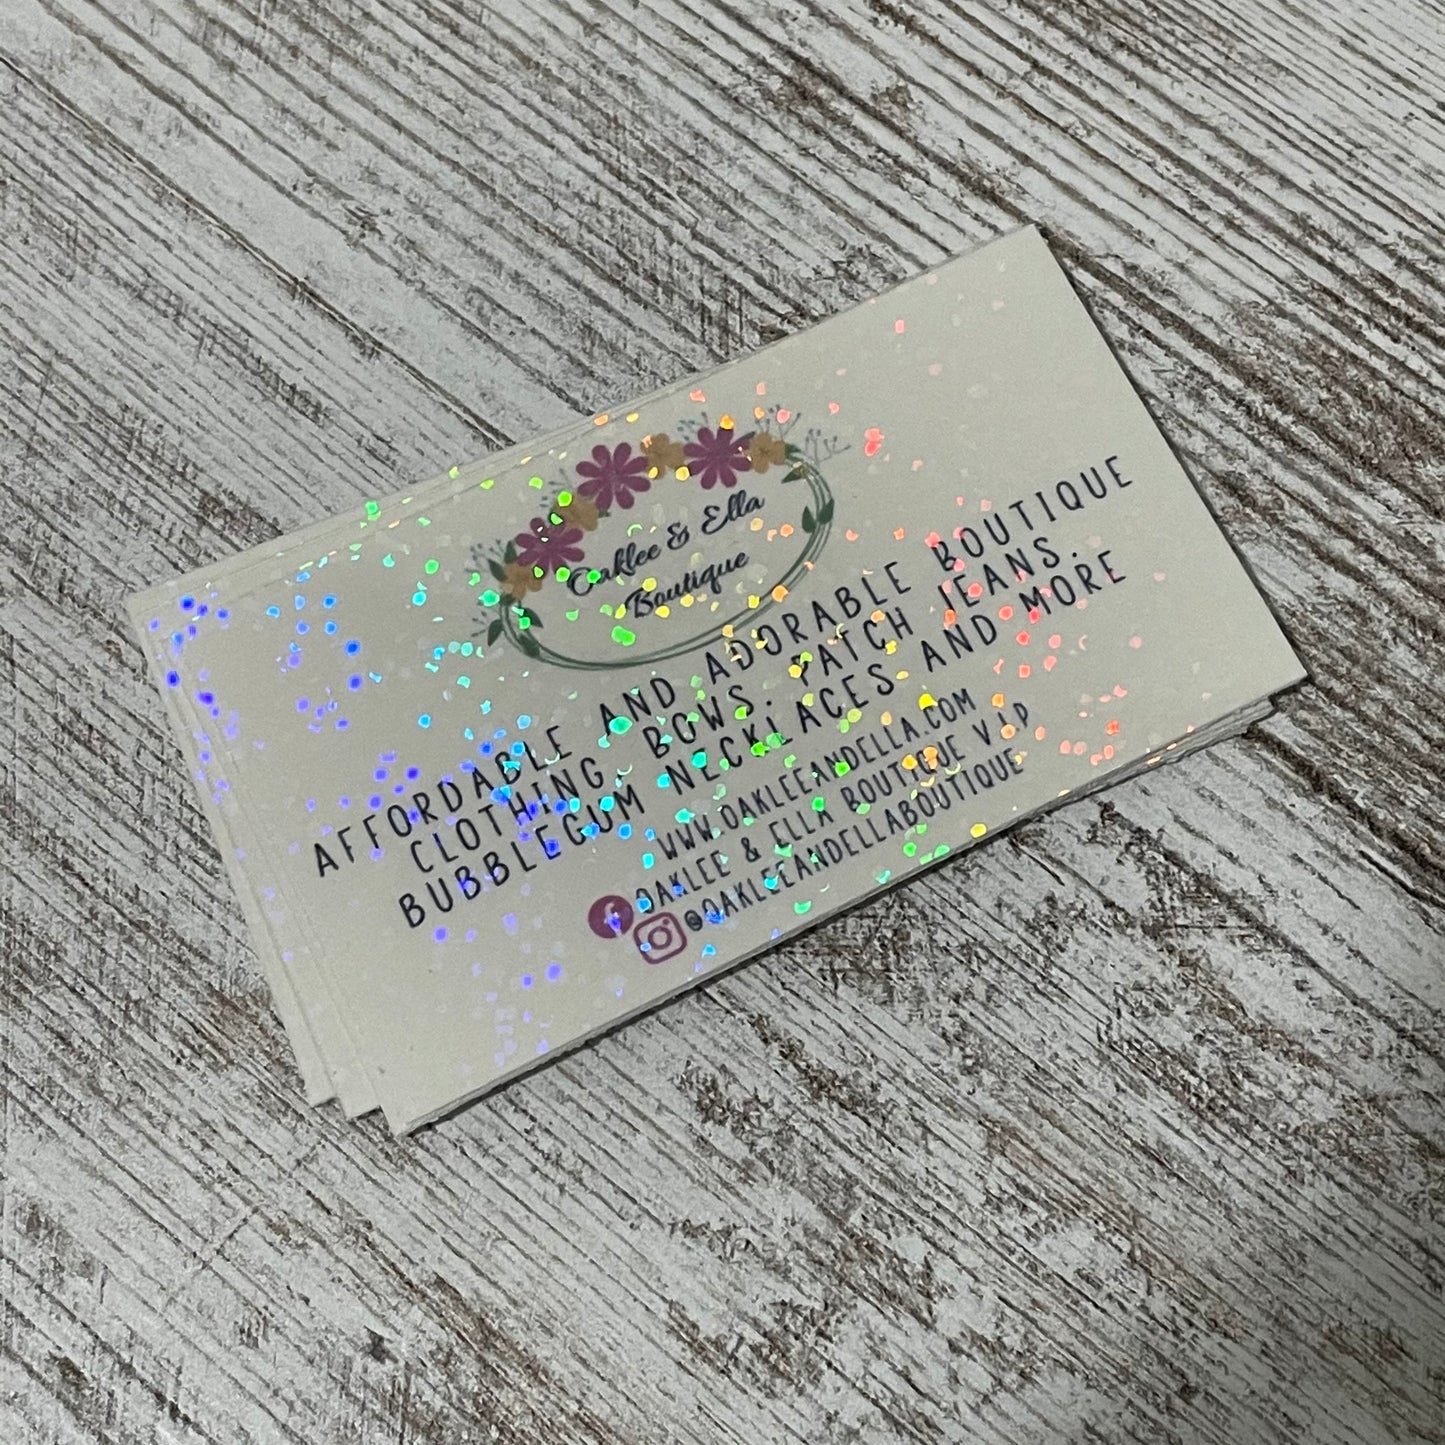 Oaklee & Ella
Boutique
AFFORDABLE AND ADORABLE BOUTIQUE
CLOTHING, BOWS, PATCH JEANS,
BUBBLEGUM NECKLACES AND MORE
WWW.OAKLEEANDELLA.COM
f OAKLEE & ELLA BOUTIQUE V.I.P
@OAKLEEANDELLABOUTIQUE